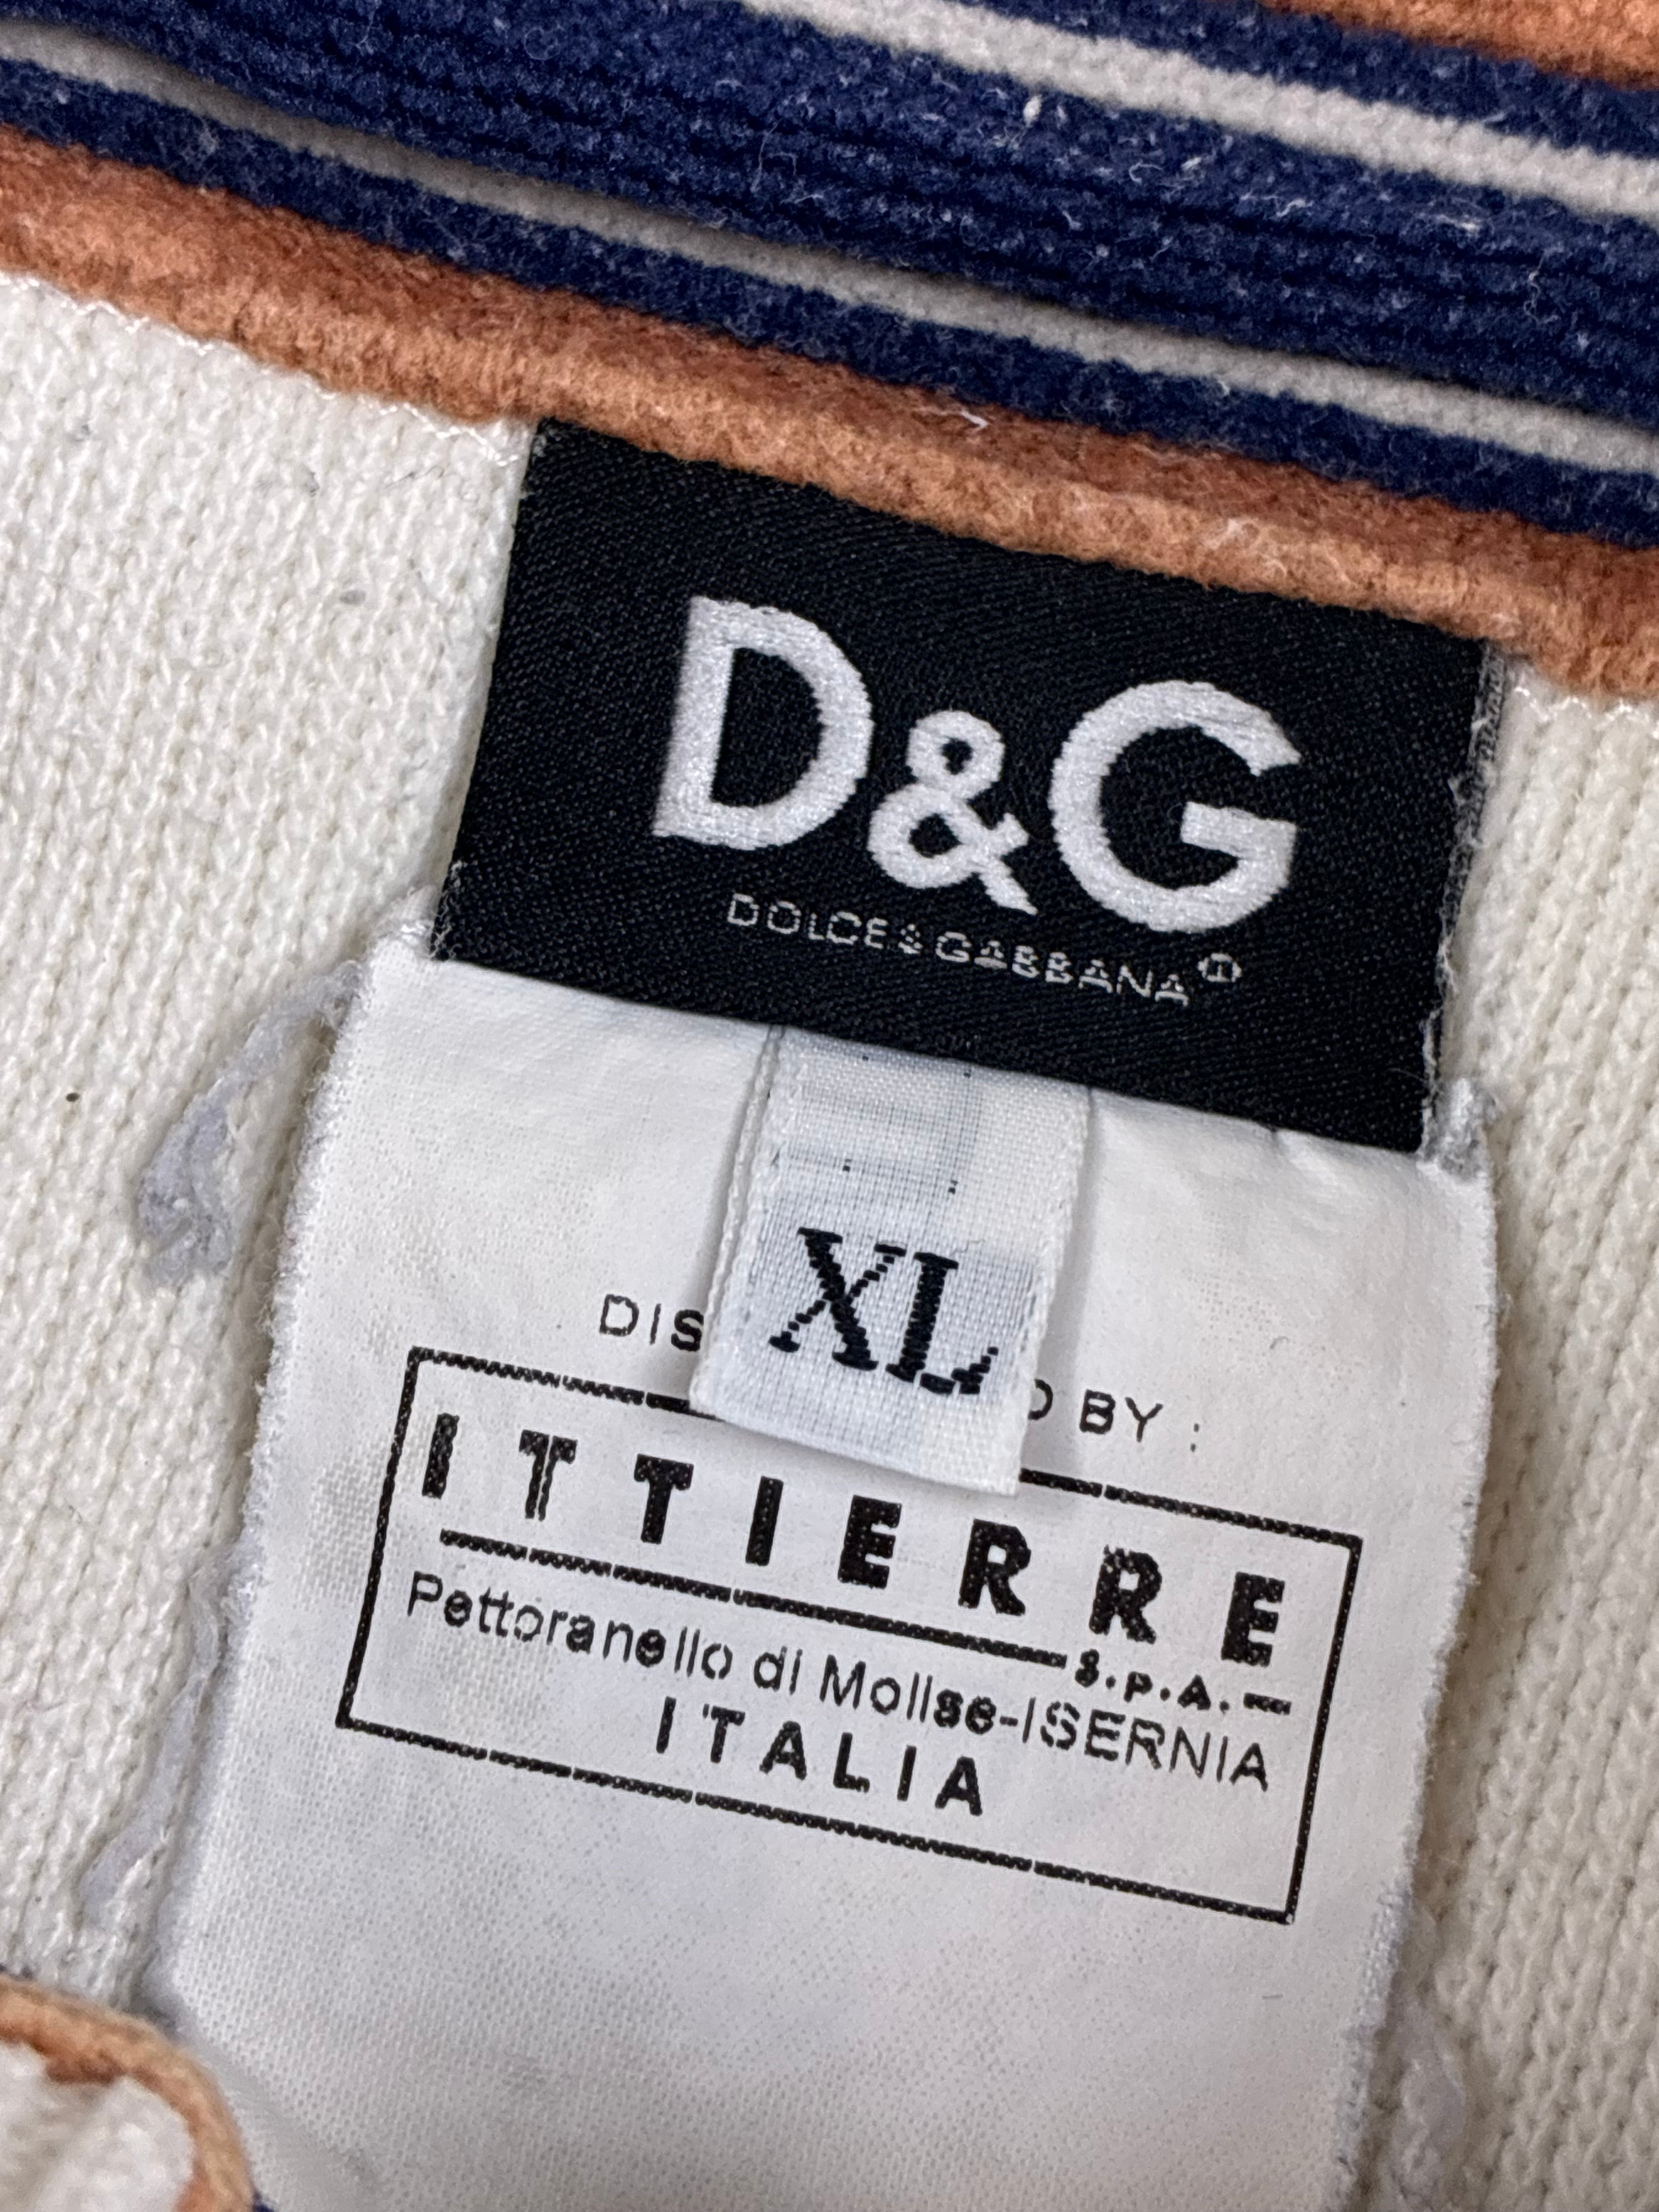 D&G
DOLCE&GABBANA®
XL
DIS D BY :
ITTIERRE
S.p.A.
Pettoranello di Molise-ISERNIA
ITALIA